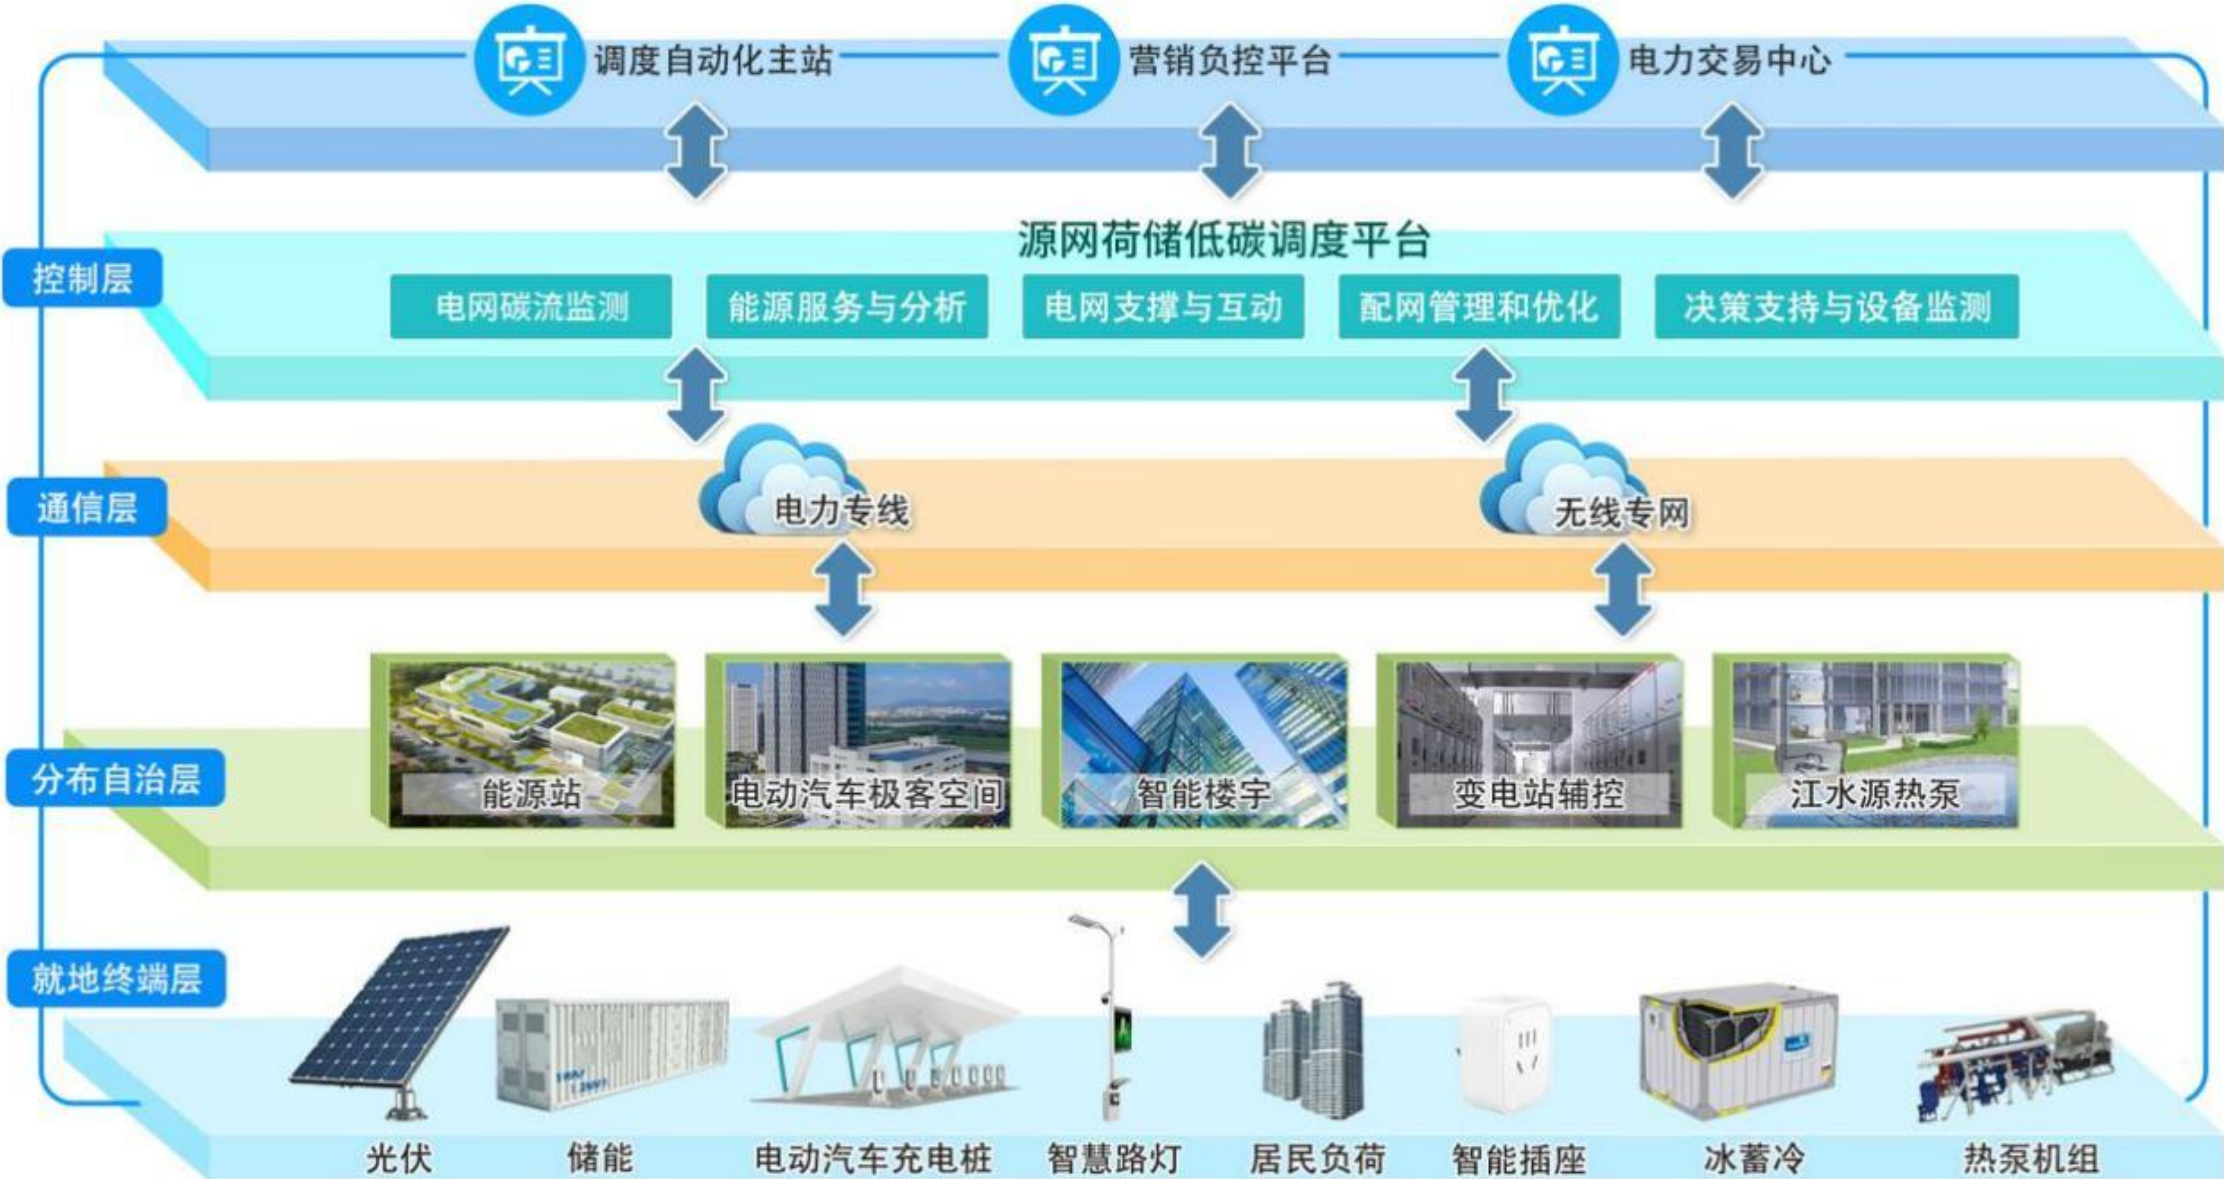 调度自动化主站
营销负控平台
电力交易中心
源网荷储低碳调度平台
控制层
电网碳流监测
能源服务与分析
电网支撑与互动
配网管理和优化
决策支持与设备监测
通信层
电力专线
无线专网
分布自治层
能源站
电动汽车极客空间
智能楼宇
变电站辅控
江水源热泵
就地终端层
光伏
储能
电动汽车充电桩
智慧路灯
居民负荷
智能插座
冰蓄冷
热泵机组